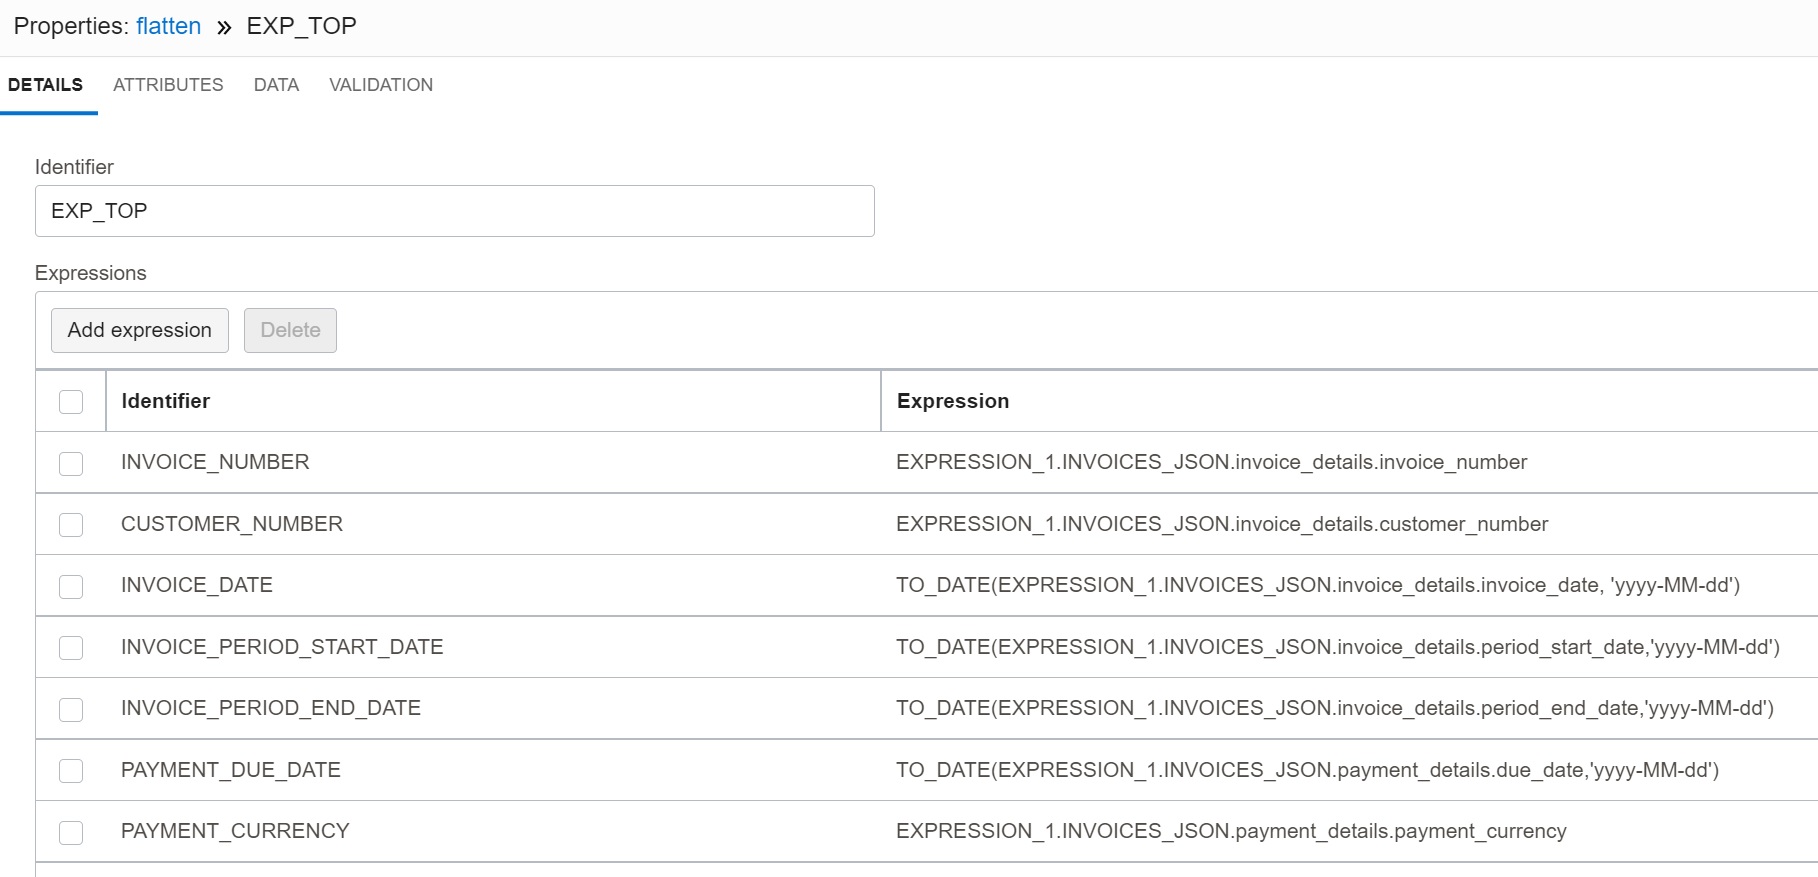 Properties: flatten » EXP_TOP
DETAILS ATTRIBUTES DATA VALIDATION
Identifier
EXP_TOP
Expressions
Add expression Delete
Identifier Expression
INVOICE_NUMBER EXPRESSION_1.INVOICES_JSON.invoice_details.invoice_number
CUSTOMER_NUMBER EXPRESSION_1.INVOICES_JSON.invoice_details.customer_number
INVOICE_DATE TO_DATE(EXPRESSION_1.INVOICES_JSON.invoice_details.invoice_date, 'yyyy-MM-dd')
INVOICE_PERIOD_START_DATE TO_DATE(EXPRESSION_1.INVOICES_JSON.invoice_details.period_start_date,'yyyy-MM-dd')
INVOICE_PERIOD_END_DATE TO_DATE(EXPRESSION_1.INVOICES_JSON.invoice_details.period_end_date,'yyyy-MM-dd')
PAYMENT_DUE_DATE TO_DATE(EXPRESSION_1.INVOICES_JSON.payment_details.due_date,'yyyy-MM-dd')
PAYMENT_CURRENCY EXPRESSION_1.INVOICES_JSON.payment_details.payment_currency